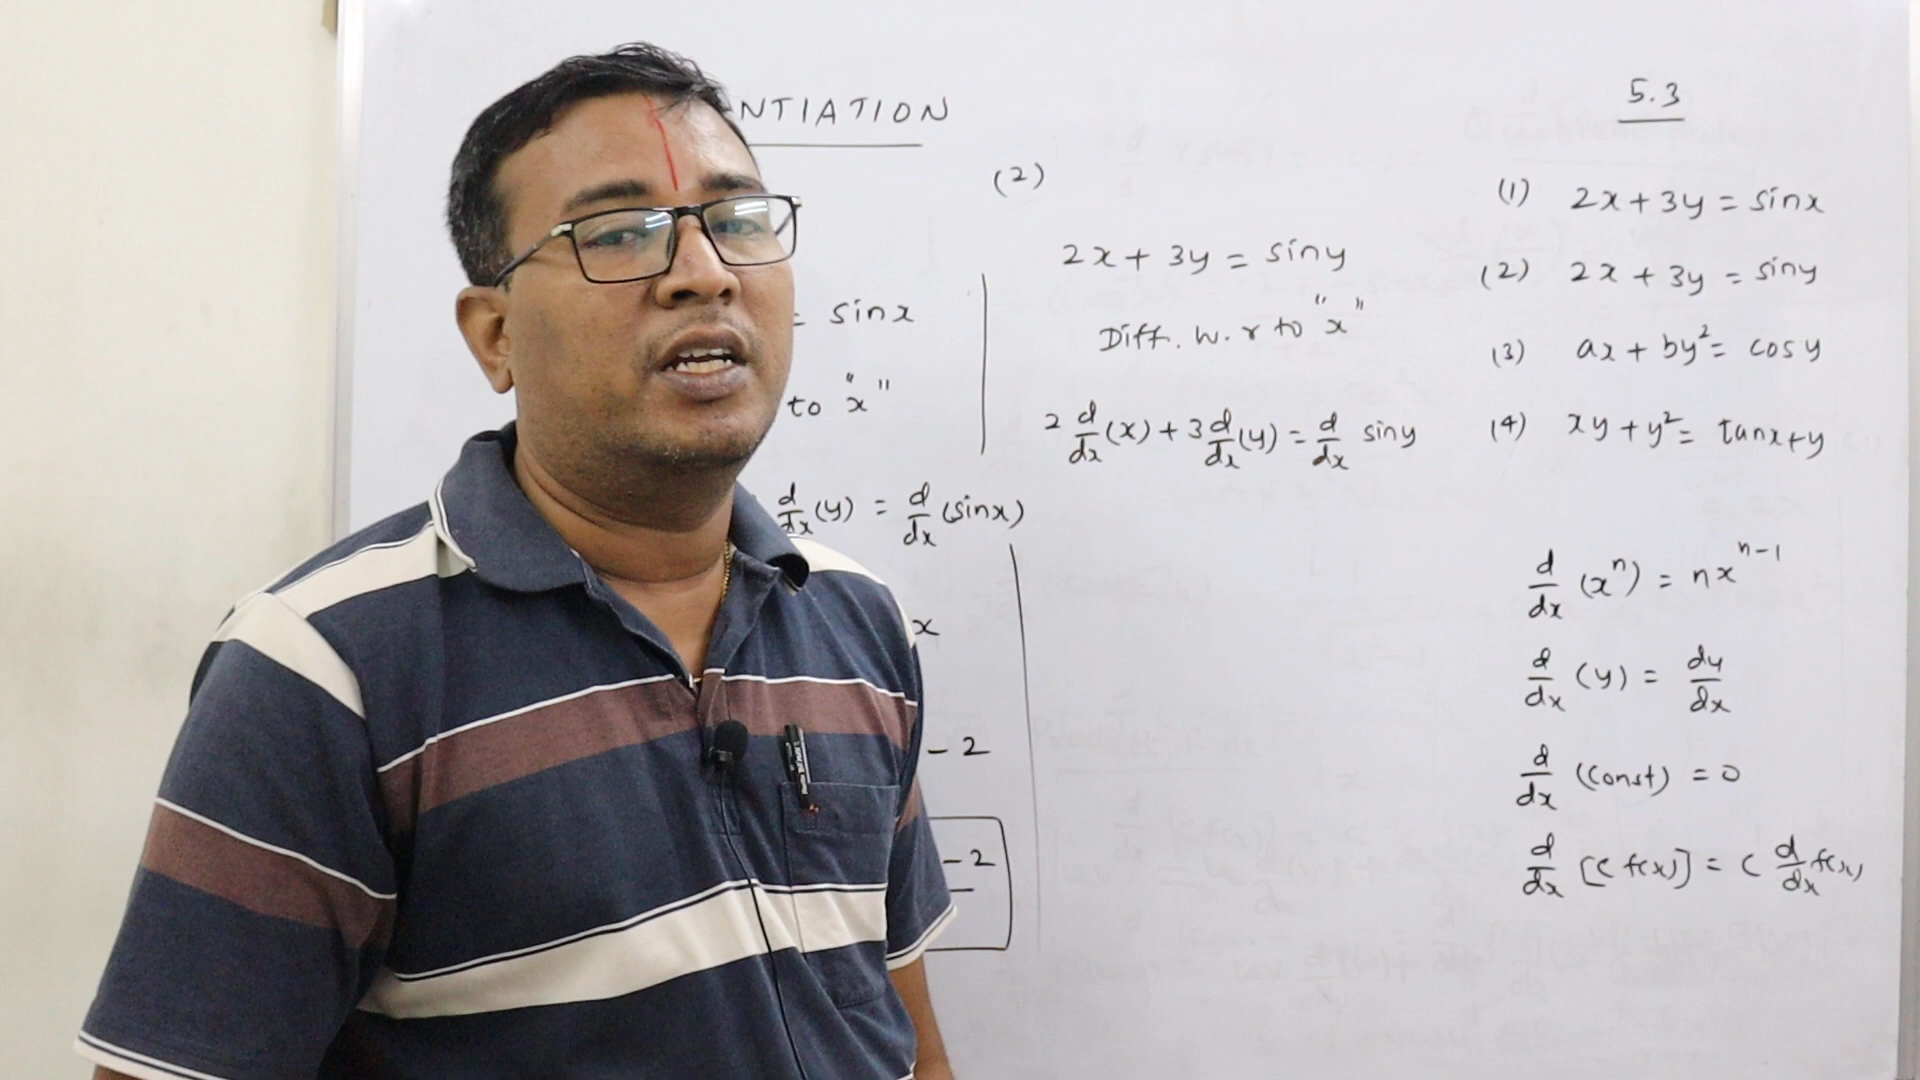 NTIATION
= sinx
to "x"
d/dx (y) = d/dx (sinx)
x
- 2
- 2
(2)
2x + 3y = siny
Diff. w. r to "x"
2 d/dx (x) + 3 d/dx (y) = d/dx siny
5.3
(1) 2x + 3y = sinx
(2) 2x + 3y = siny
(3) ax + by² = cosy
(4) xy + y² = tanx + y
d/dx (xⁿ) = nxⁿ⁻¹
d/dx (y) = dy/dx
d/dx (const) = 0
d/dx [c f(x)] = c d/dx f(x)